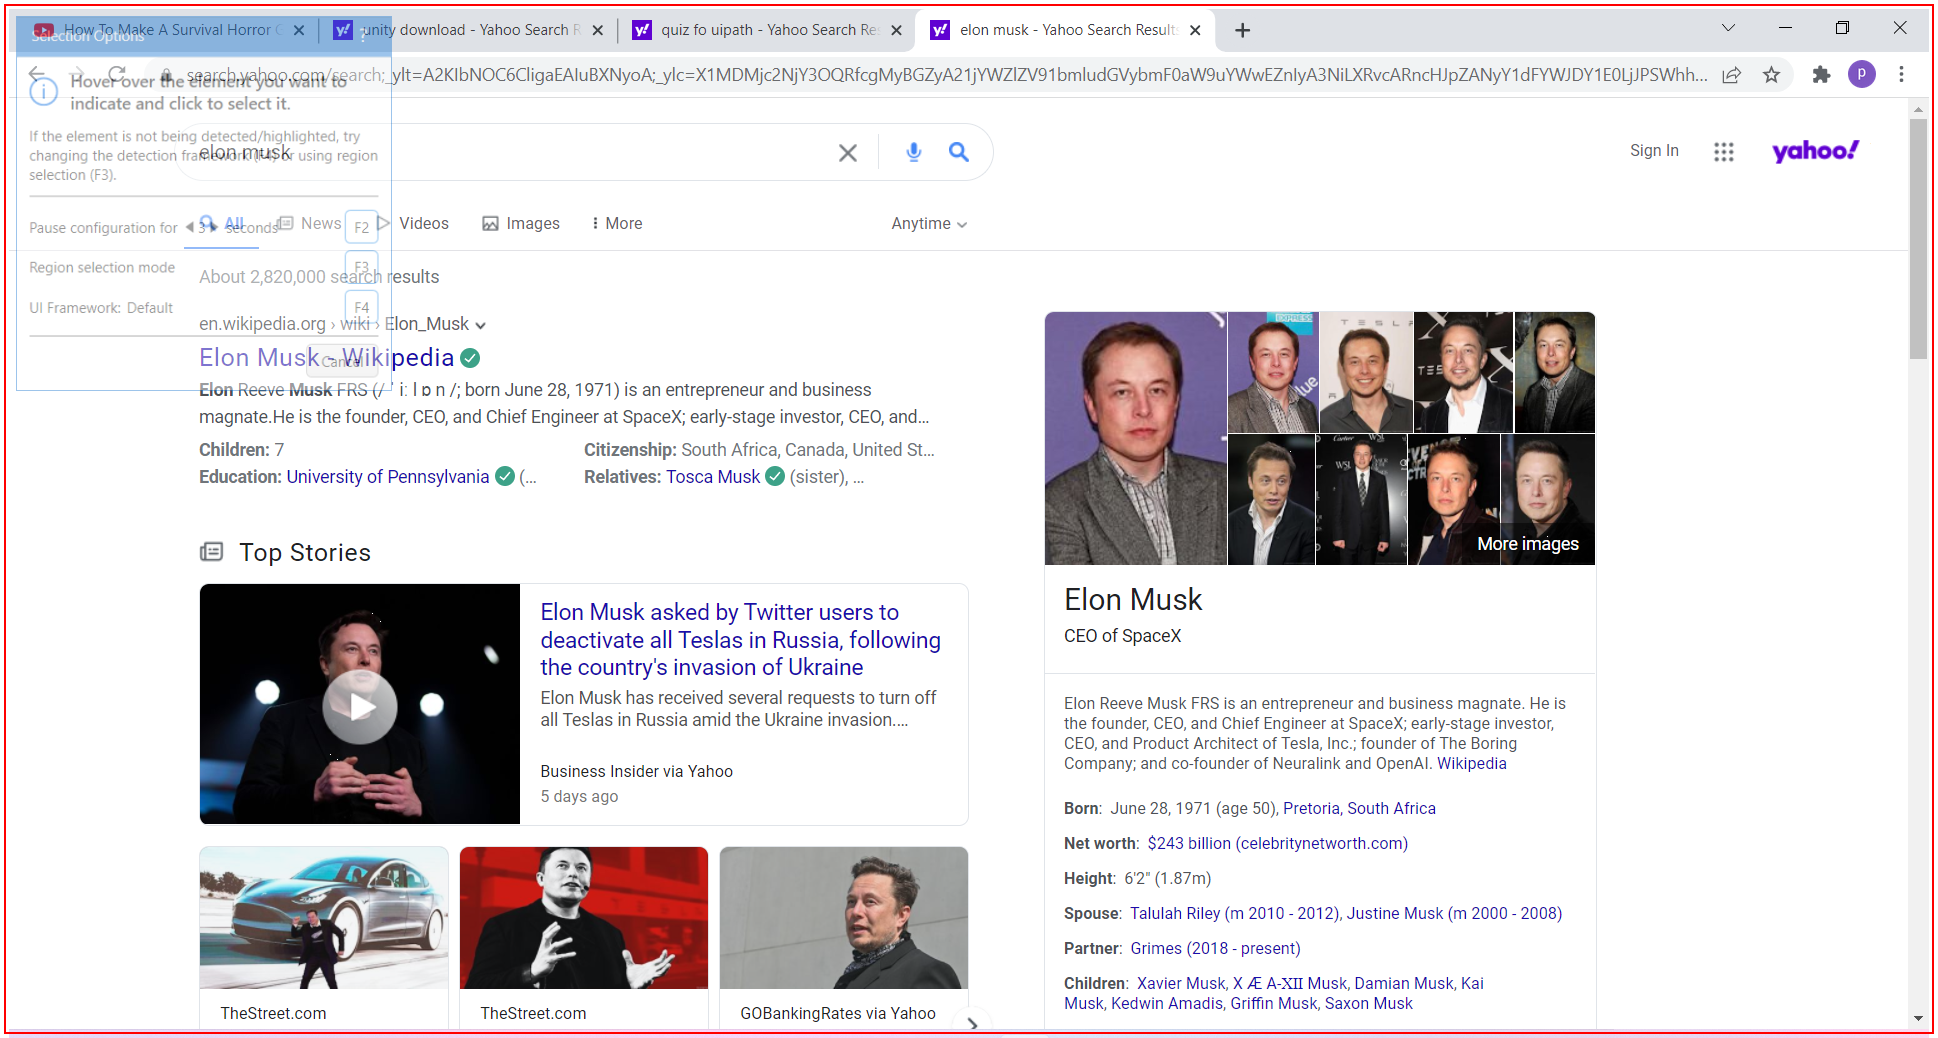 How To Make A Survival Horror G
unity download - Yahoo Search R
quiz fo uipath - Yahoo Search Re
elon musk - Yahoo Search Results
Selection Options
?
search.yahoo.com/search;_ylt=A2KIbNOC6CligaEAIuBXNyoA;_ylc=X1MDMjc2NjY3OQRfcgMyBGZyA21jYWZlZV91bmludGVybmF0aW9uYWwEZnIyA3NiLXRvcARncHJpZANyY1dFYWJDY1E0LjJPSWhh...
p
Hover over the element you want to
indicate and click to select it.
If the element is not being detected/highlighted, try
changing the detection framework (F4) or using region
selection (F3).
elon musk
Sign In
yahoo!
All
News
Videos
Images
More
Anytime
Pause configuration for 3 seconds F2
Region selection mode F3
UI Framework: Default F4
Cancel
About 2,820,000 search results
en.wikipedia.org › wiki › Elon_Musk
Elon Musk - Wikipedia
Elon Reeve Musk FRS (/ ˈ iː l ɒ n /; born June 28, 1971) is an entrepreneur and business
magnate.He is the founder, CEO, and Chief Engineer at SpaceX; early-stage investor, CEO, and...
Children: 7
Citizenship: South Africa, Canada, United St...
Education: University of Pennsylvania (...
Relatives: Tosca Musk (sister), ...
Top Stories
Elon Musk asked by Twitter users to
deactivate all Teslas in Russia, following
the country's invasion of Ukraine
Elon Musk has received several requests to turn off
all Teslas in Russia amid the Ukraine invasion....
Business Insider via Yahoo
5 days ago
TheStreet.com
TheStreet.com
GOBankingRates via Yahoo
More images
Elon Musk
CEO of SpaceX
Elon Reeve Musk FRS is an entrepreneur and business magnate. He is
the founder, CEO, and Chief Engineer at SpaceX; early-stage investor,
CEO, and Product Architect of Tesla, Inc.; founder of The Boring
Company; and co-founder of Neuralink and OpenAI. Wikipedia
Born: June 28, 1971 (age 50), Pretoria, South Africa
Net worth: $243 billion (celebritynetworth.com)
Height: 6'2" (1.87m)
Spouse: Talulah Riley (m 2010 - 2012), Justine Musk (m 2000 - 2008)
Partner: Grimes (2018 - present)
Children: Xavier Musk, X Æ A-XII Musk, Damian Musk, Kai
Musk, Kedwin Amadis, Griffin Musk, Saxon Musk